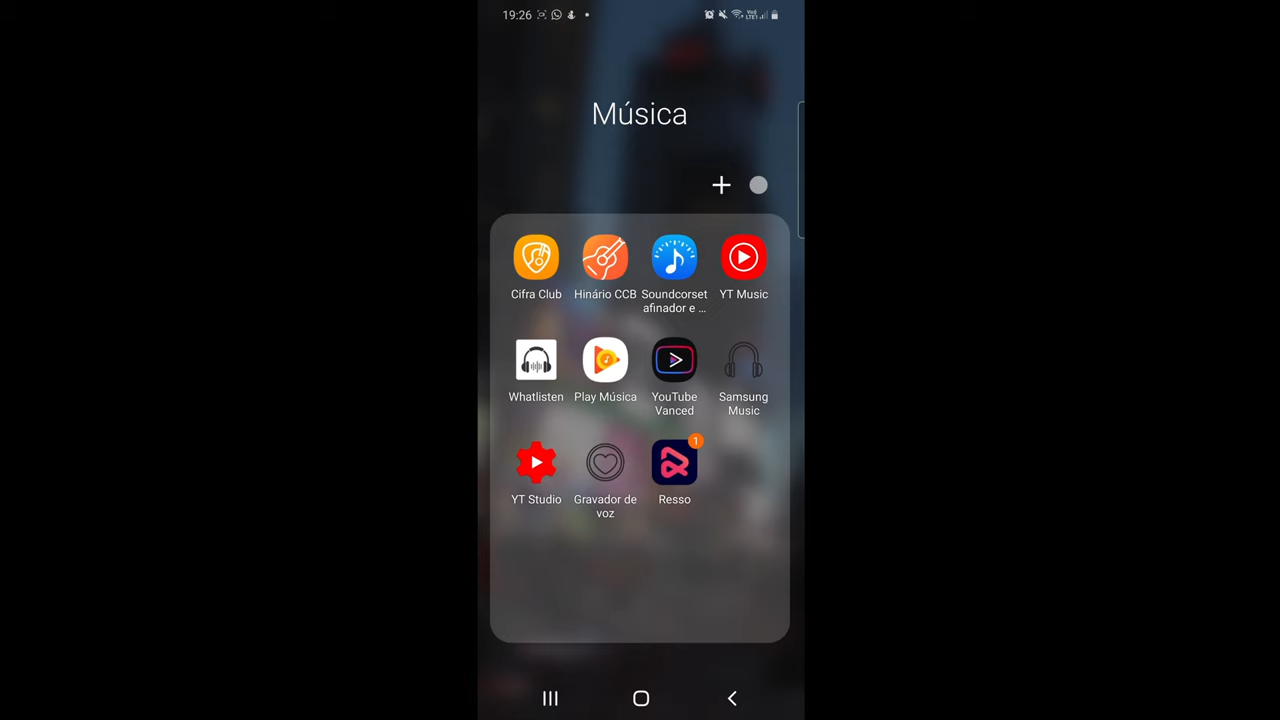 19:26
Música
Cifra Club
Hinário CCB
Soundcorset
afinador e ...
YT Music
Whatlisten
Play Música
YouTube
Vanced
Samsung
Music
1
YT Studio
Gravador de
voz
Resso